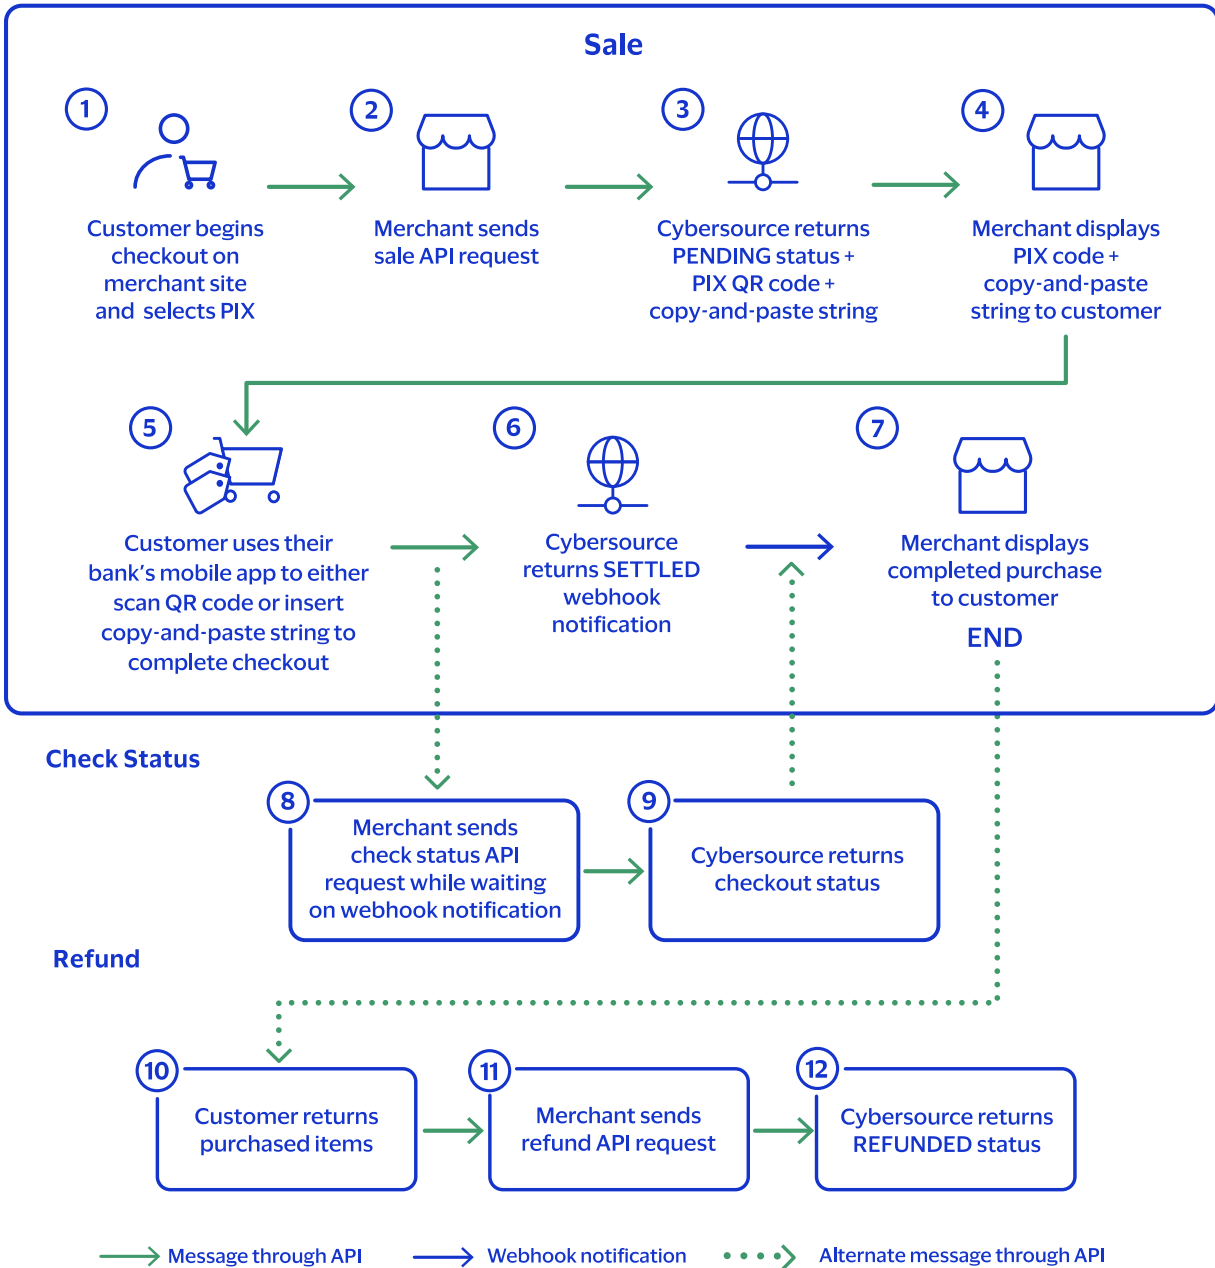 Sale
1
Customer begins
checkout on
merchant site
and selects PIX
2
Merchant sends
sale API request
3
Cybersource returns
PENDING status +
PIX QR code +
copy-and-paste string
4
Merchant displays
PIX code +
copy-and-paste
string to customer
5
Customer uses their
bank's mobile app to either
scan QR code or insert
copy-and-paste string to
complete checkout
6
Cybersource
returns SETTLED
webhook
notification
7
Merchant displays
completed purchase
to customer
END
Check Status
8
Merchant sends
check status API
request while waiting
on webhook notification
9
Cybersource returns
checkout status
Refund
10
Customer returns
purchased items
11
Merchant sends
refund API request
12
Cybersource returns
REFUNDED status
Message through API
Webhook notification
Alternate message through API